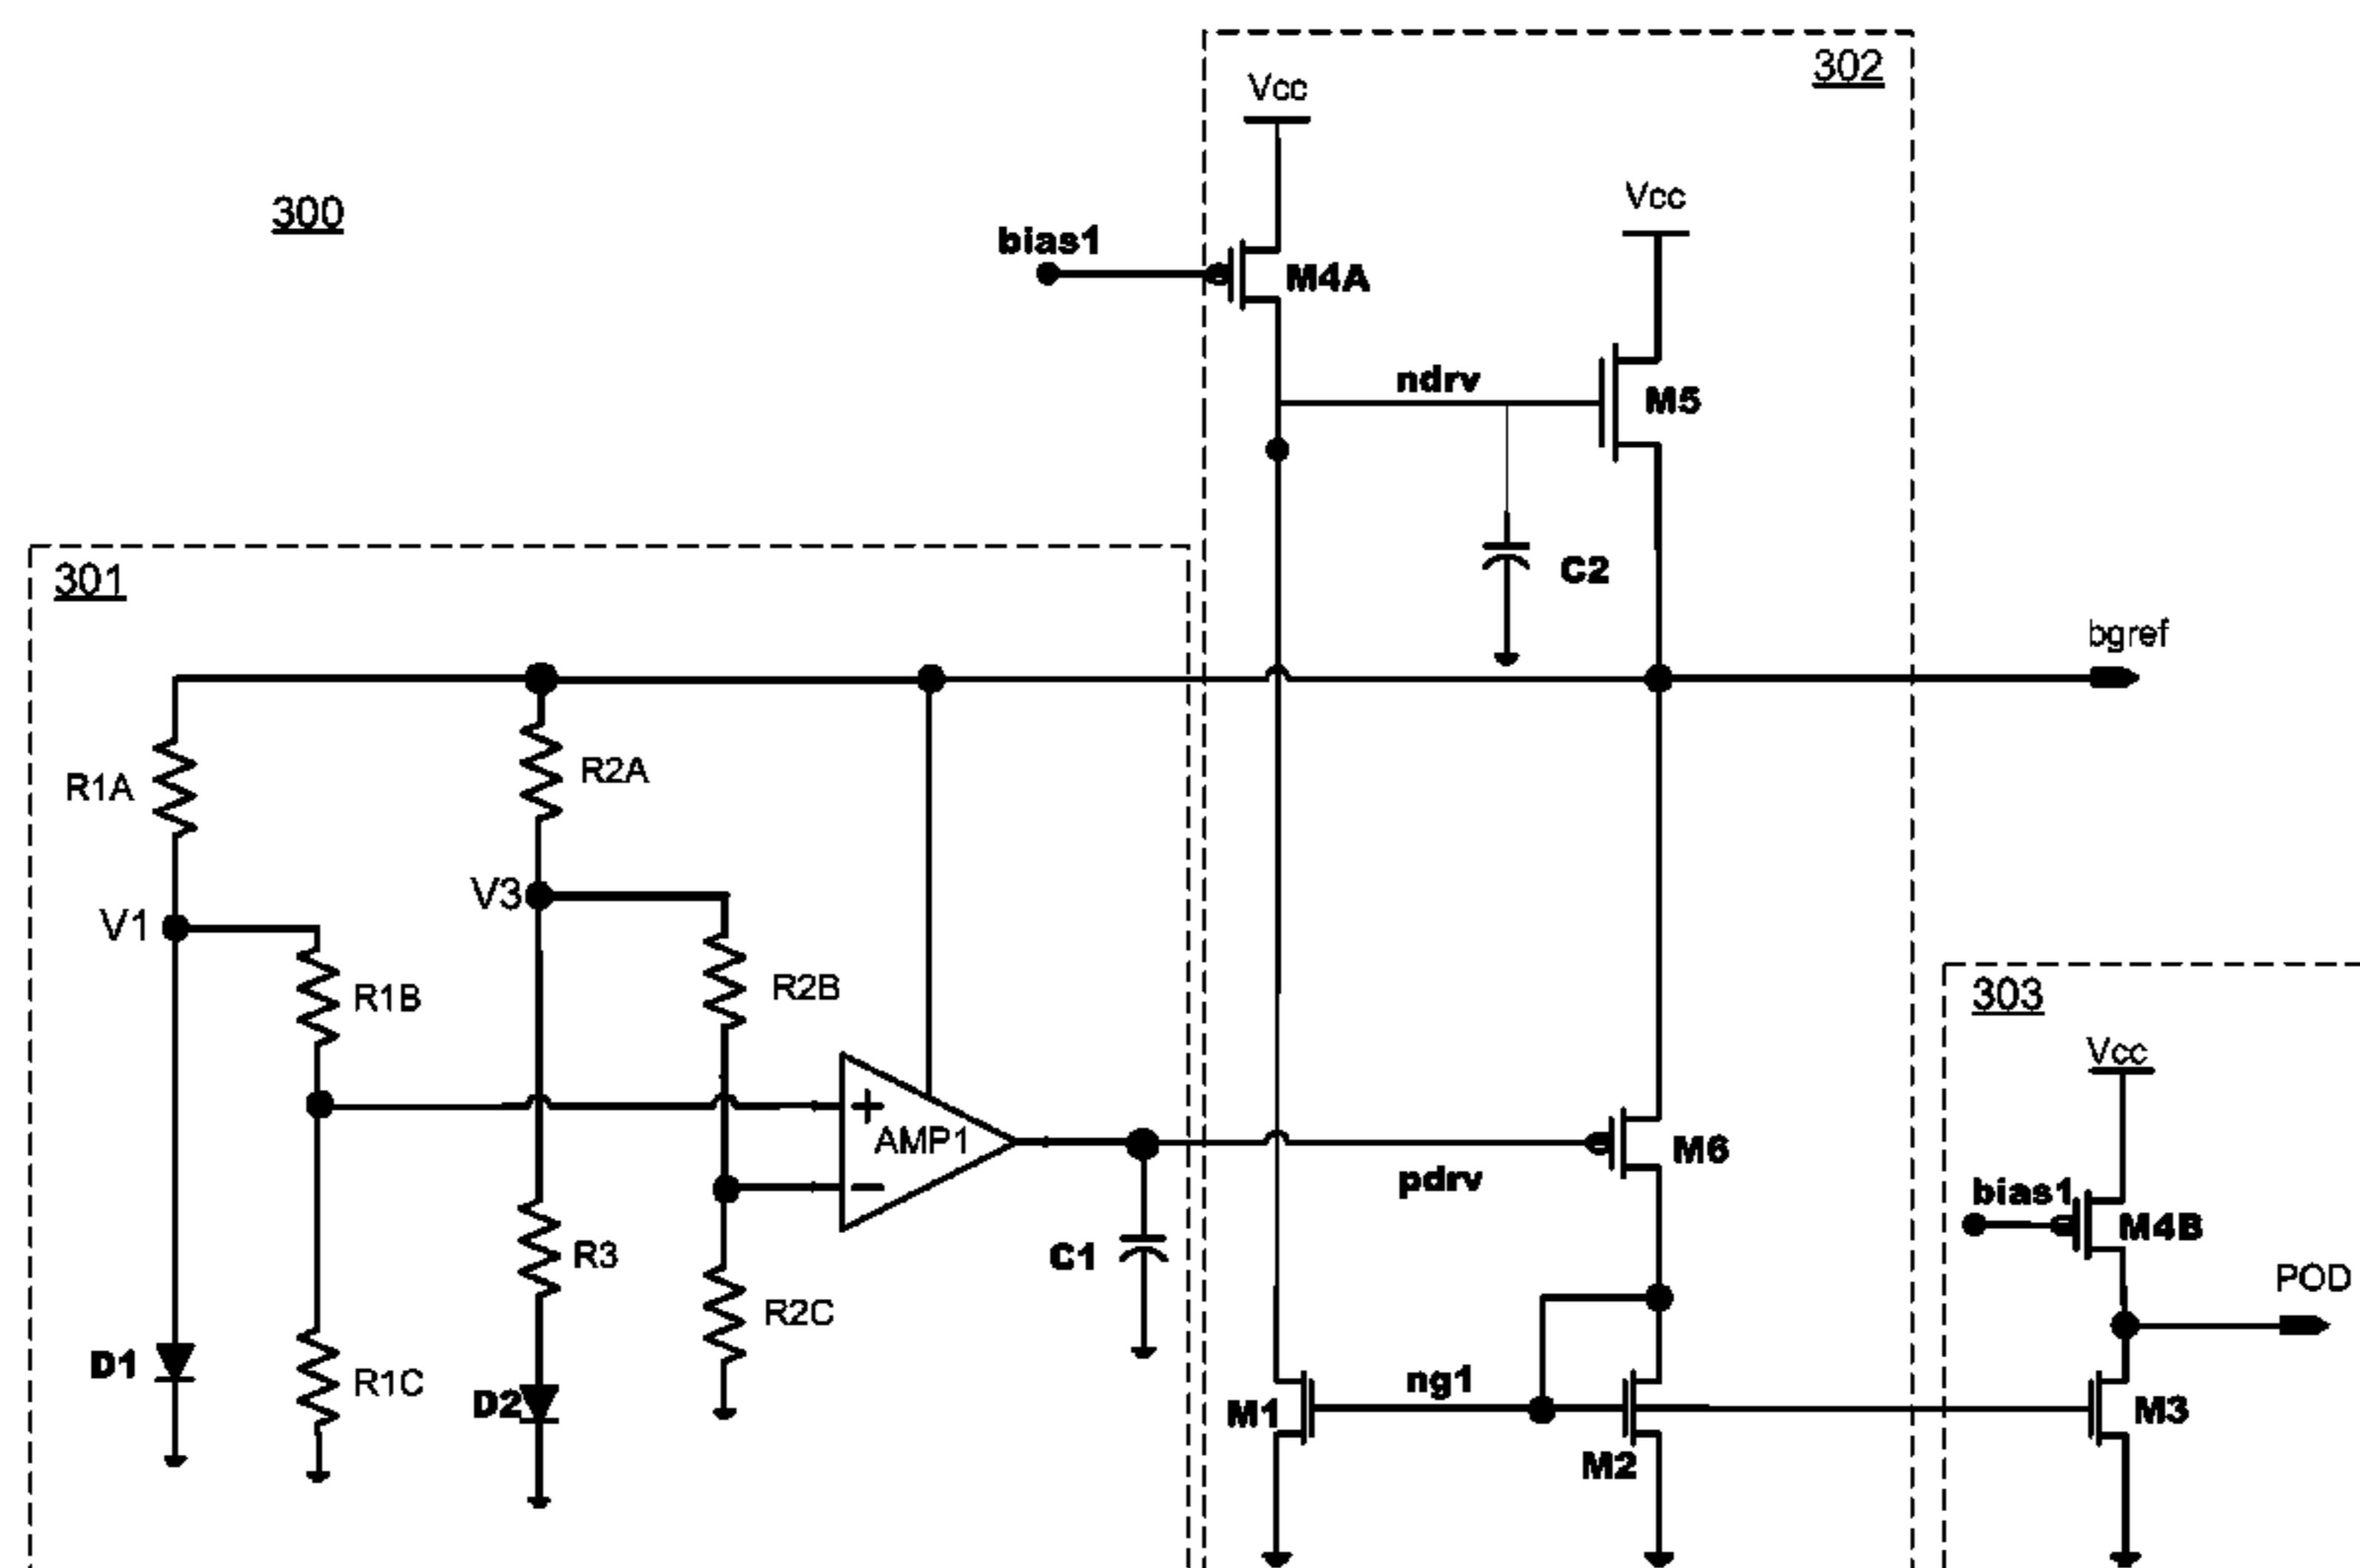 302
Vcc
Vcc
300
bias1
M4A
ndrv
M5
C2
301
bgref
R1A
R2A
V3
V1
R1B
R2B
303
Vcc
AMP1
pdrv
M6
bias1
M4B
R3
C1
POD
R2C
D1
R1C
D2
ng1
M1
M2
M3